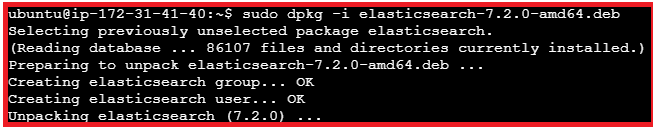 ubuntu@ip-172-31-41-40:~$ sudo dpkg -i elasticsearch-7.2.0-amd64.deb
Selecting previously unselected package elasticsearch.
(Reading database ... 86107 files and directories currently installed.)
Preparing to unpack elasticsearch-7.2.0-amd64.deb ...
Creating elasticsearch group... OK
Creating elasticsearch user... OK
Unpacking elasticsearch (7.2.0) ...